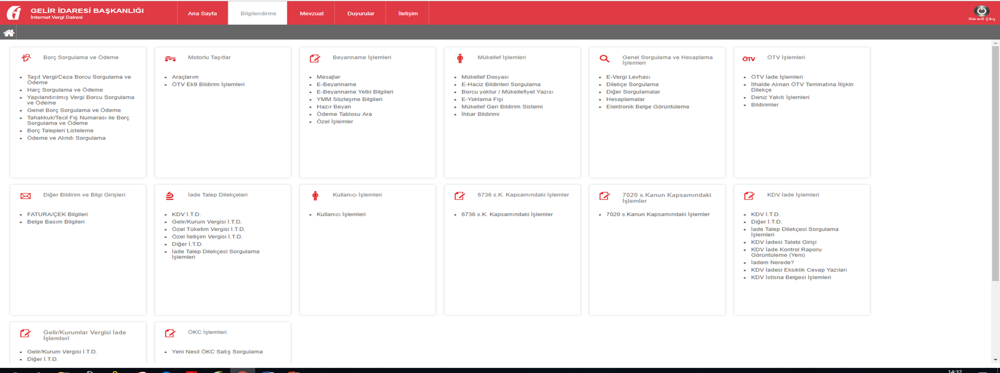 GELİR İDARESİ BAŞKANLIĞI
İnternet Vergi Dairesi
Ana Sayfa
Bilgilendirme
Mevzuat
Duyurular
İletişim
Güvenli Çıkış
Borç Sorgulama ve Ödeme
Taşıt Vergi/Ceza Borcu Sorgulama ve
Ödeme
Harç Sorgulama ve Ödeme
Yapılandırılmış Vergi Borcu Sorgulama
ve Ödeme
Genel Borç Sorgulama ve Ödeme
Tahakkuk/Tecil Fiş Numarası ile Borç
Sorgulama ve Ödeme
Borç Talepleri Listeleme
Ödeme ve Alındı Sorgulama
Motorlu Taşıtlar
Araçlarım
ÖTV Ek9 Bildirim İşlemleri
Beyanname İşlemleri
Mesajlar
E-Beyanname
E-Beyanname Yetki Bilgileri
YMM Sözleşme Bilgileri
Hazır Beyan
Ödeme Tablosu Ara
Özel İşlemler
Mükellef İşlemleri
Mükellef Dosyası
E-Haciz Bildirileri Sorgulama
Borcu yoktur / Mükellefiyet Yazısı
E-Yoklama Fişi
Mükellef Geri Bildirim Sistemi
İhbar Bildirimi
Genel Sorgulama ve Hesaplama
İşlemleri
E-Vergi Levhası
Dilekçe Sorgulama
Diğer Sorgulamalar
Hesaplamalar
Elektronik Belge Görüntüleme
ÖTV
ÖTV İşlemleri
ÖTV İade İşlemleri
İthalde Alınan ÖTV Teminatına İlişkin
Dilekçe
Deniz Yakıtı İşlemleri
Bildirimler
Diğer Bildirim ve Bilgi Girişleri
FATURA/ÇEK Bilgileri
Belge Basım Bilgileri
İade Talep Dilekçeleri
KDV İ.T.D.
Gelir/Kurum Vergisi İ.T.D.
Özel Tüketim Vergisi İ.T.D.
Özel İletişim Vergisi İ.T.D.
Diğer İ.T.D.
İade Talep Dilekçesi Sorgulama
İşlemleri
Kullanıcı İşlemleri
Kullanıcı İşlemleri
6736 s.K. Kapsamındaki İşlemler
6736 s.K. Kapsamındaki İşlemler
7020 s.Kanun Kapsamındaki
İşlemler
7020 s.Kanun Kapsamındaki İşlemler
KDV İade İşlemleri
KDV İ.T.D.
Diğer İ.T.D.
İade Talep Dilekçesi Sorgulama
İşlemleri
KDV İadesi Talebi Girişi
KDV İade Kontrol Raporu
Görüntüleme (Yeni)
İadem Nerede?
KDV İadesi Eksiklik Cevap Yazıları
KDV İstisna Belgesi İşlemleri
Gelir/Kurumlar Vergisi İade
İşlemleri
Gelir/Kurum Vergisi İ.T.D.
Diğer İ.T.D.
ÖKC İşlemleri
Yeni Nesil ÖKC Satış Sorgulama
14:32